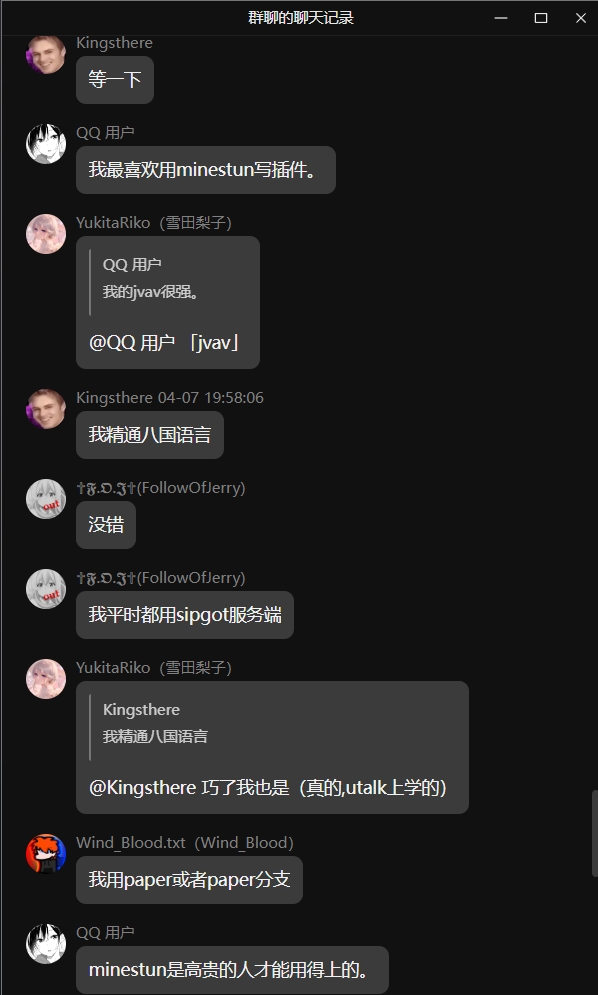 群聊的聊天记录
Kingsthere
等一下
QQ 用户
我最喜欢用minestun写插件。
YukitaRiko（雪田梨子）
QQ 用户
我的jvav很强。
@QQ 用户 「jvav」
Kingsthere 04-07 19:58:06
我精通八国语言
✝𝕱.𝕺.𝕵✝(FollowOfJerry)
没错
✝𝕱.𝕺.𝕵✝(FollowOfJerry)
我平时都用sipgot服务端
YukitaRiko（雪田梨子）
Kingsthere
我精通八国语言
@Kingsthere 巧了我也是（真的,utalk上学的）
Wind_Blood.txt（Wind_Blood）
我用paper或者paper分支
QQ 用户
minestun是高贵的人才能用得上的。
out
out